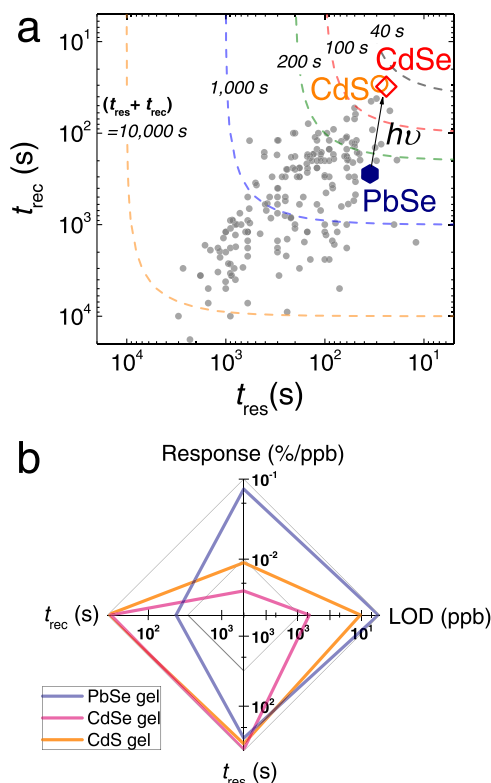 a
10¹
10²
10³
10⁴
t_rec (s)
(t_res + t_rec)
=10,000 s
1,000 s
200 s
100 s
40 s
CdSe
CdS
hυ
PbSe
10⁴
10³
10²
10¹
t_res (s)
b
Response (%/ppb)
10⁻¹
10⁻²
t_rec (s)
10²
10³
10³
10³
10¹
LOD (ppb)
10²
PbSe gel
CdSe gel
CdS gel
t_res (s)